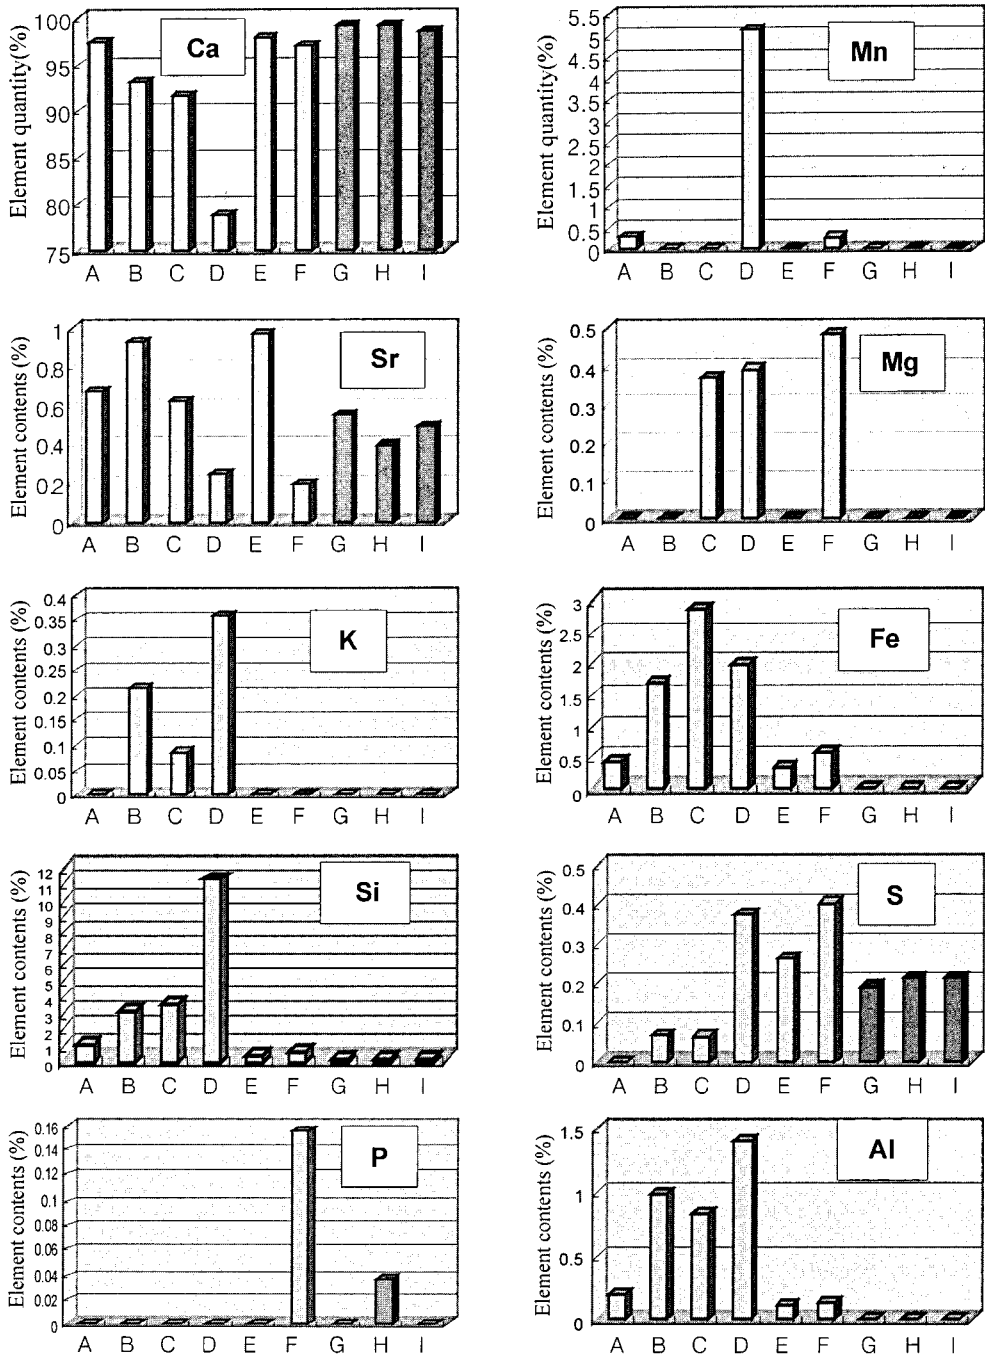 Ca
Element quantity(%)
100
95
90
85
80
75
A B C D E F G H I
Mn
Element quantity(%)
5.5
5
4.5
4
3.5
3
2.5
2
1.5
1
0.5
0
A B C D E F G H I
Sr
Element contents (%)
1
0.8
0.6
0.4
0.2
0
A B C D E F G H I
Mg
Element contents (%)
0.5
0.4
0.3
0.2
0.1
0
A B C D E F G H I
K
Element contents (%)
0.4
0.35
0.3
0.25
0.2
0.15
0.1
0.05
0
A B C D E F G H I
Fe
Element contents (%)
3
2.5
2
1.5
1
0.5
0
A B C D E F G H I
Si
Element contents (%)
12
11
10
9
8
7
6
5
4
3
2
1
0
A B C D E F G H I
S
Element contents (%)
0.5
0.4
0.3
0.2
0.1
0
A B C D E F G H I
P
Element contents (%)
0.16
0.14
0.12
0.1
0.08
0.06
0.04
0.02
0
A B C D E F G H I
Al
Element contents (%)
1.5
1
0.5
0
A B C D E F G H I